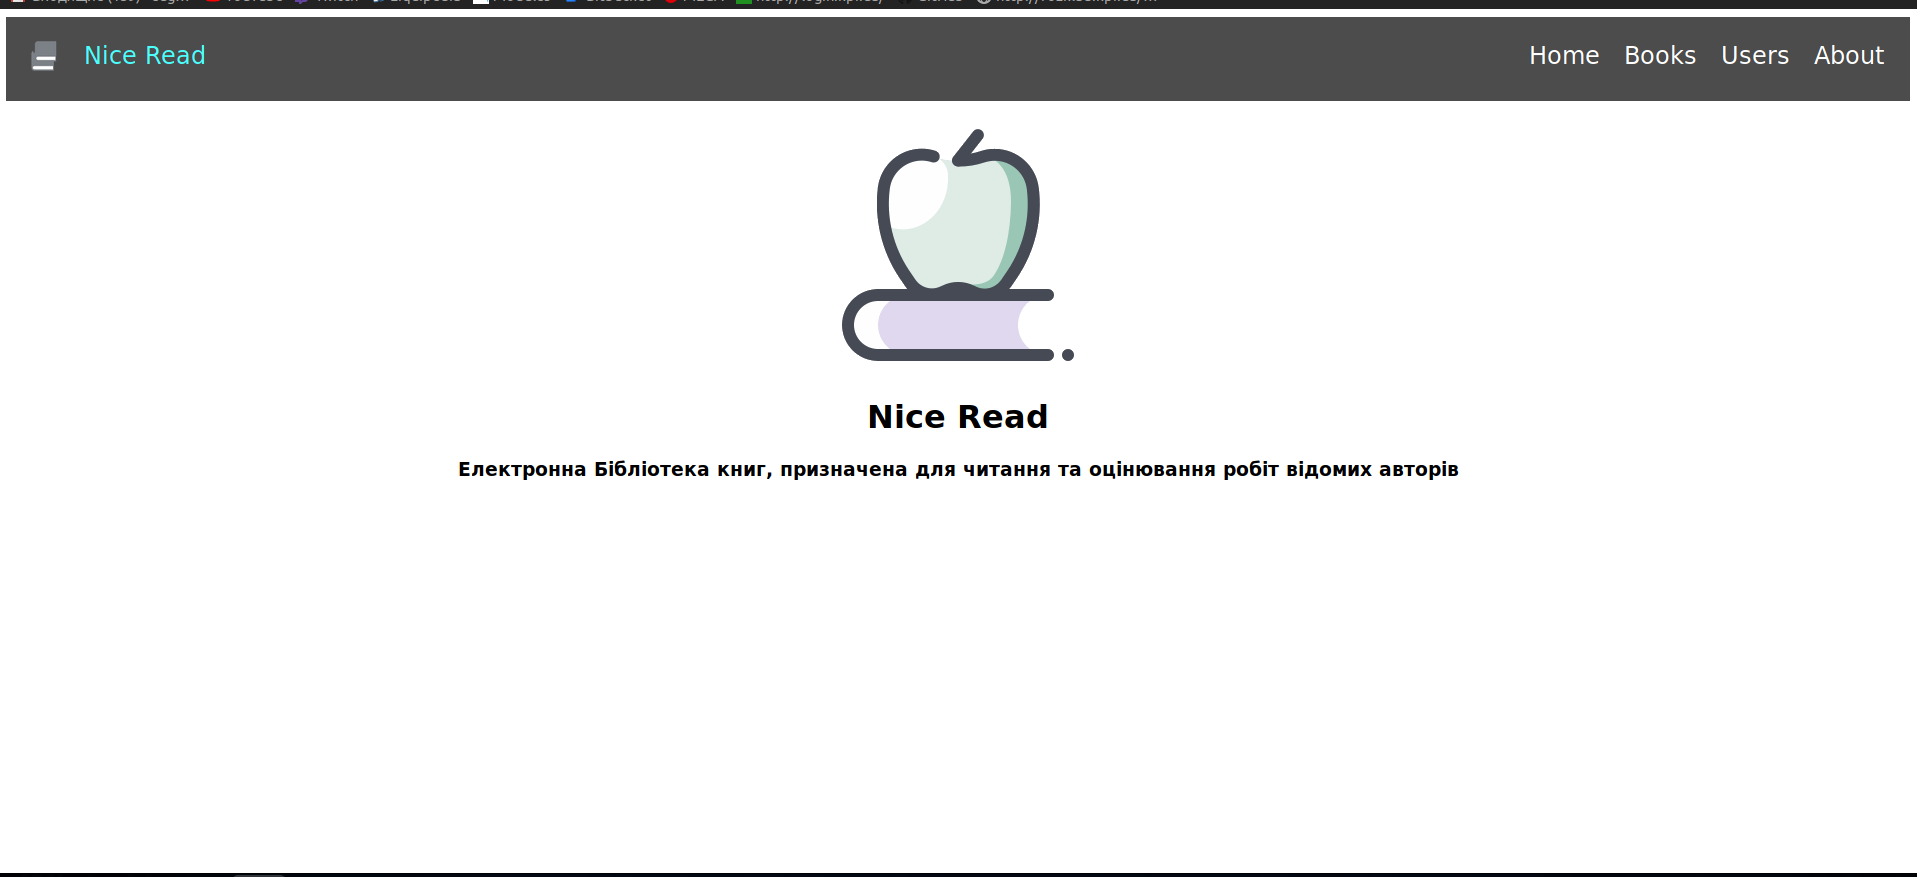 Nice Read
Home Books Users About
Nice Read
Електронна Бібліотека книг, призначена для читання та оцінювання робіт відомих авторів